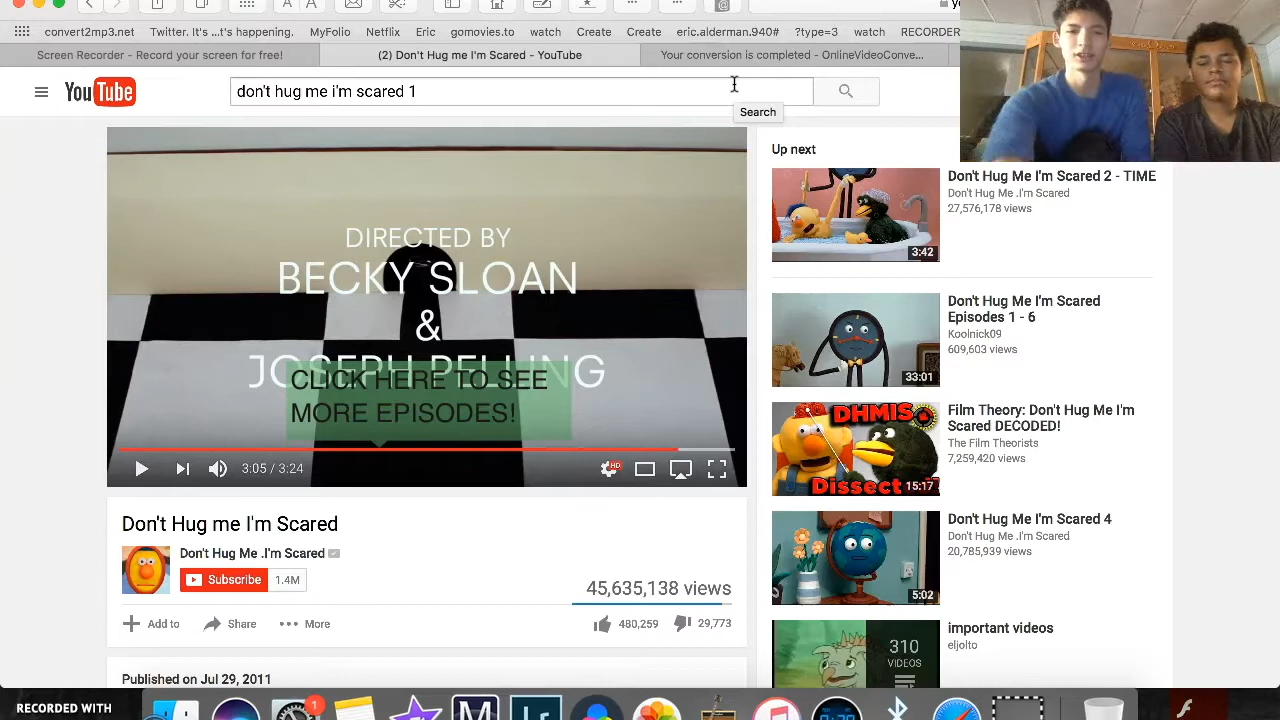 convert2mp3.net Twitter. It's ...t's happening. MyFolio Netflix Eric gomovies.to watch Create Create eric.alderman.940# ?type=3 watch
Screen Recorder - Record your screen for free! (2) Don't Hug me I'm Scared - YouTube Your conversion is completed - OnlineVideoConve...
YouTube
don't hug me i'm scared 1
Search
DIRECTED BY
BECKY SLOAN
&
JOSEPH PELLING
CLICK HERE TO SEE
MORE EPISODES!
3:05 / 3:24
HD
Don't Hug me I'm Scared
Don't Hug Me .I'm Scared
Subscribe 1.4M
45,635,138 views
Add to Share More 480,259 29,773
Published on Jul 29, 2011
Up next
Don't Hug Me I'm Scared 2 - TIME
Don't Hug Me .I'm Scared
27,576,178 views
3:42
Don't Hug Me I'm Scared
Episodes 1 - 6
Koolnick09
609,603 views
33:01
Film Theory: Don't Hug Me I'm
Scared DECODED!
The Film Theorists
7,259,420 views
DHMIS
Dissect
15:17
Don't Hug Me I'm Scared 4
Don't Hug Me .I'm Scared
20,785,939 views
5:02
important videos
eljolto
310
VIDEOS
RECORDED WITH
1